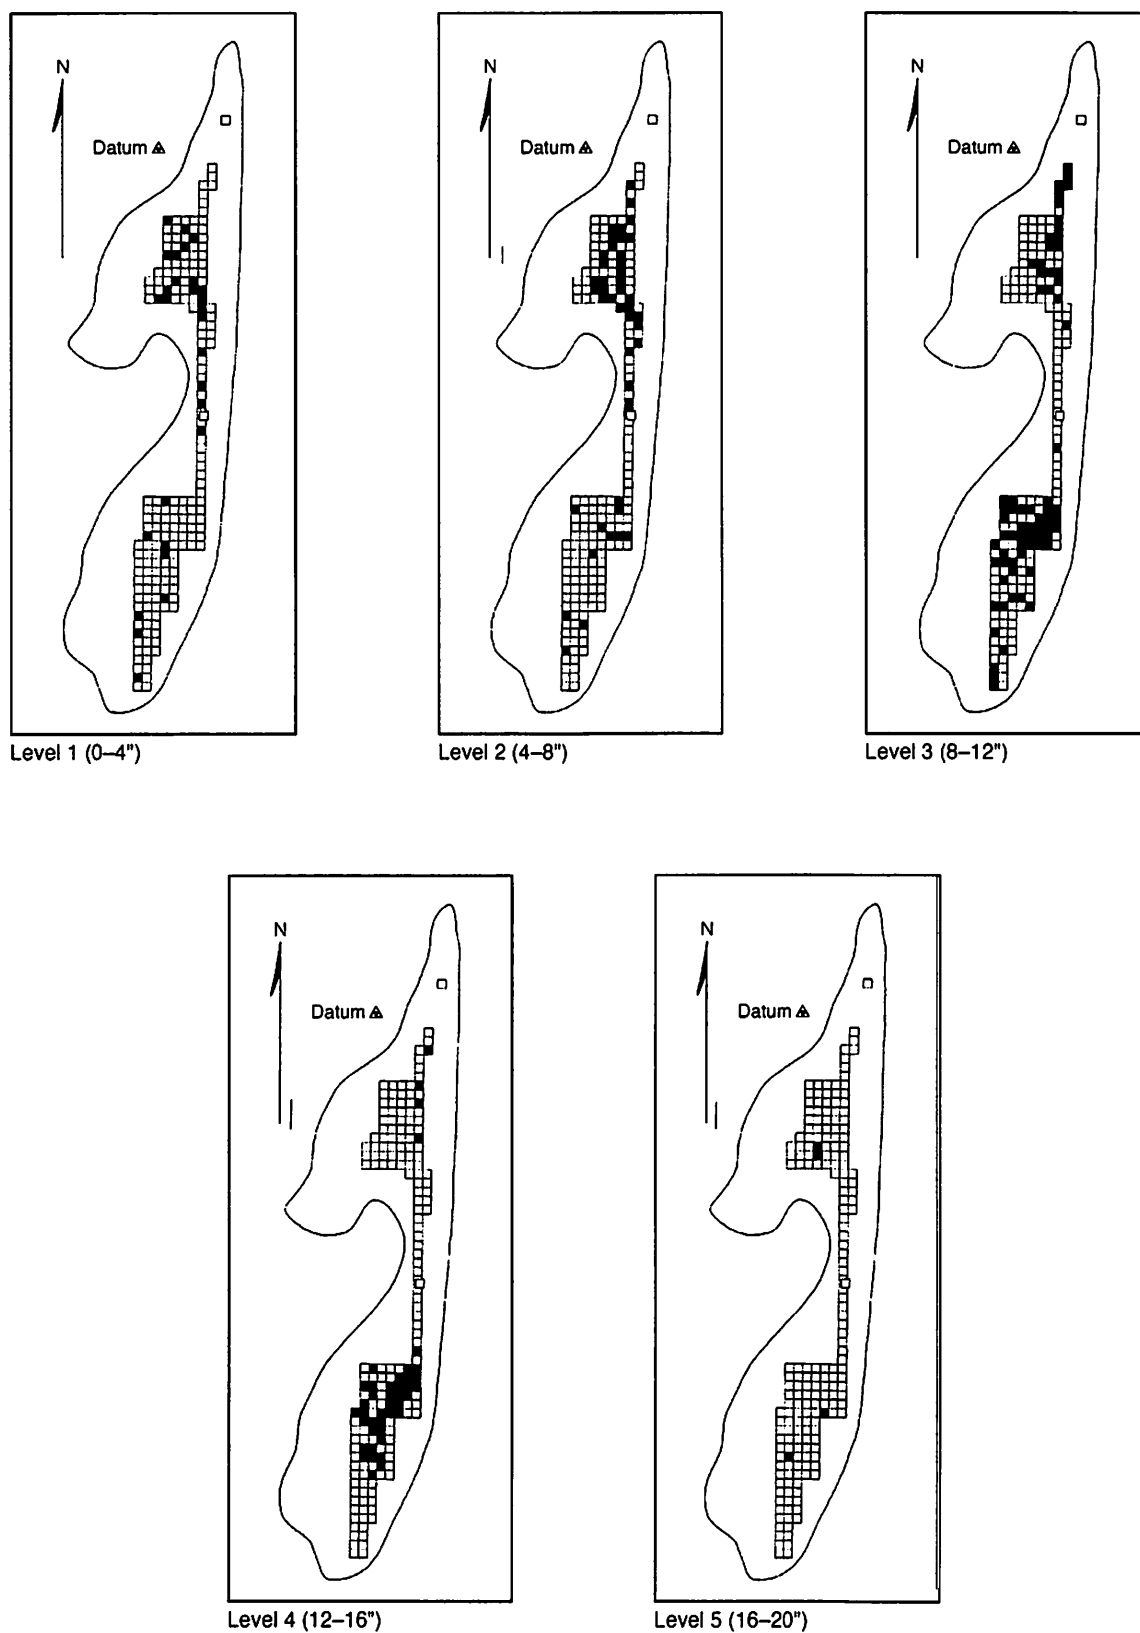 N
Datum
Level 1 (0–4")
N
Datum
Level 2 (4–8")
N
Datum
Level 3 (8–12")
N
Datum
Level 4 (12–16")
N
Datum
Level 5 (16–20")